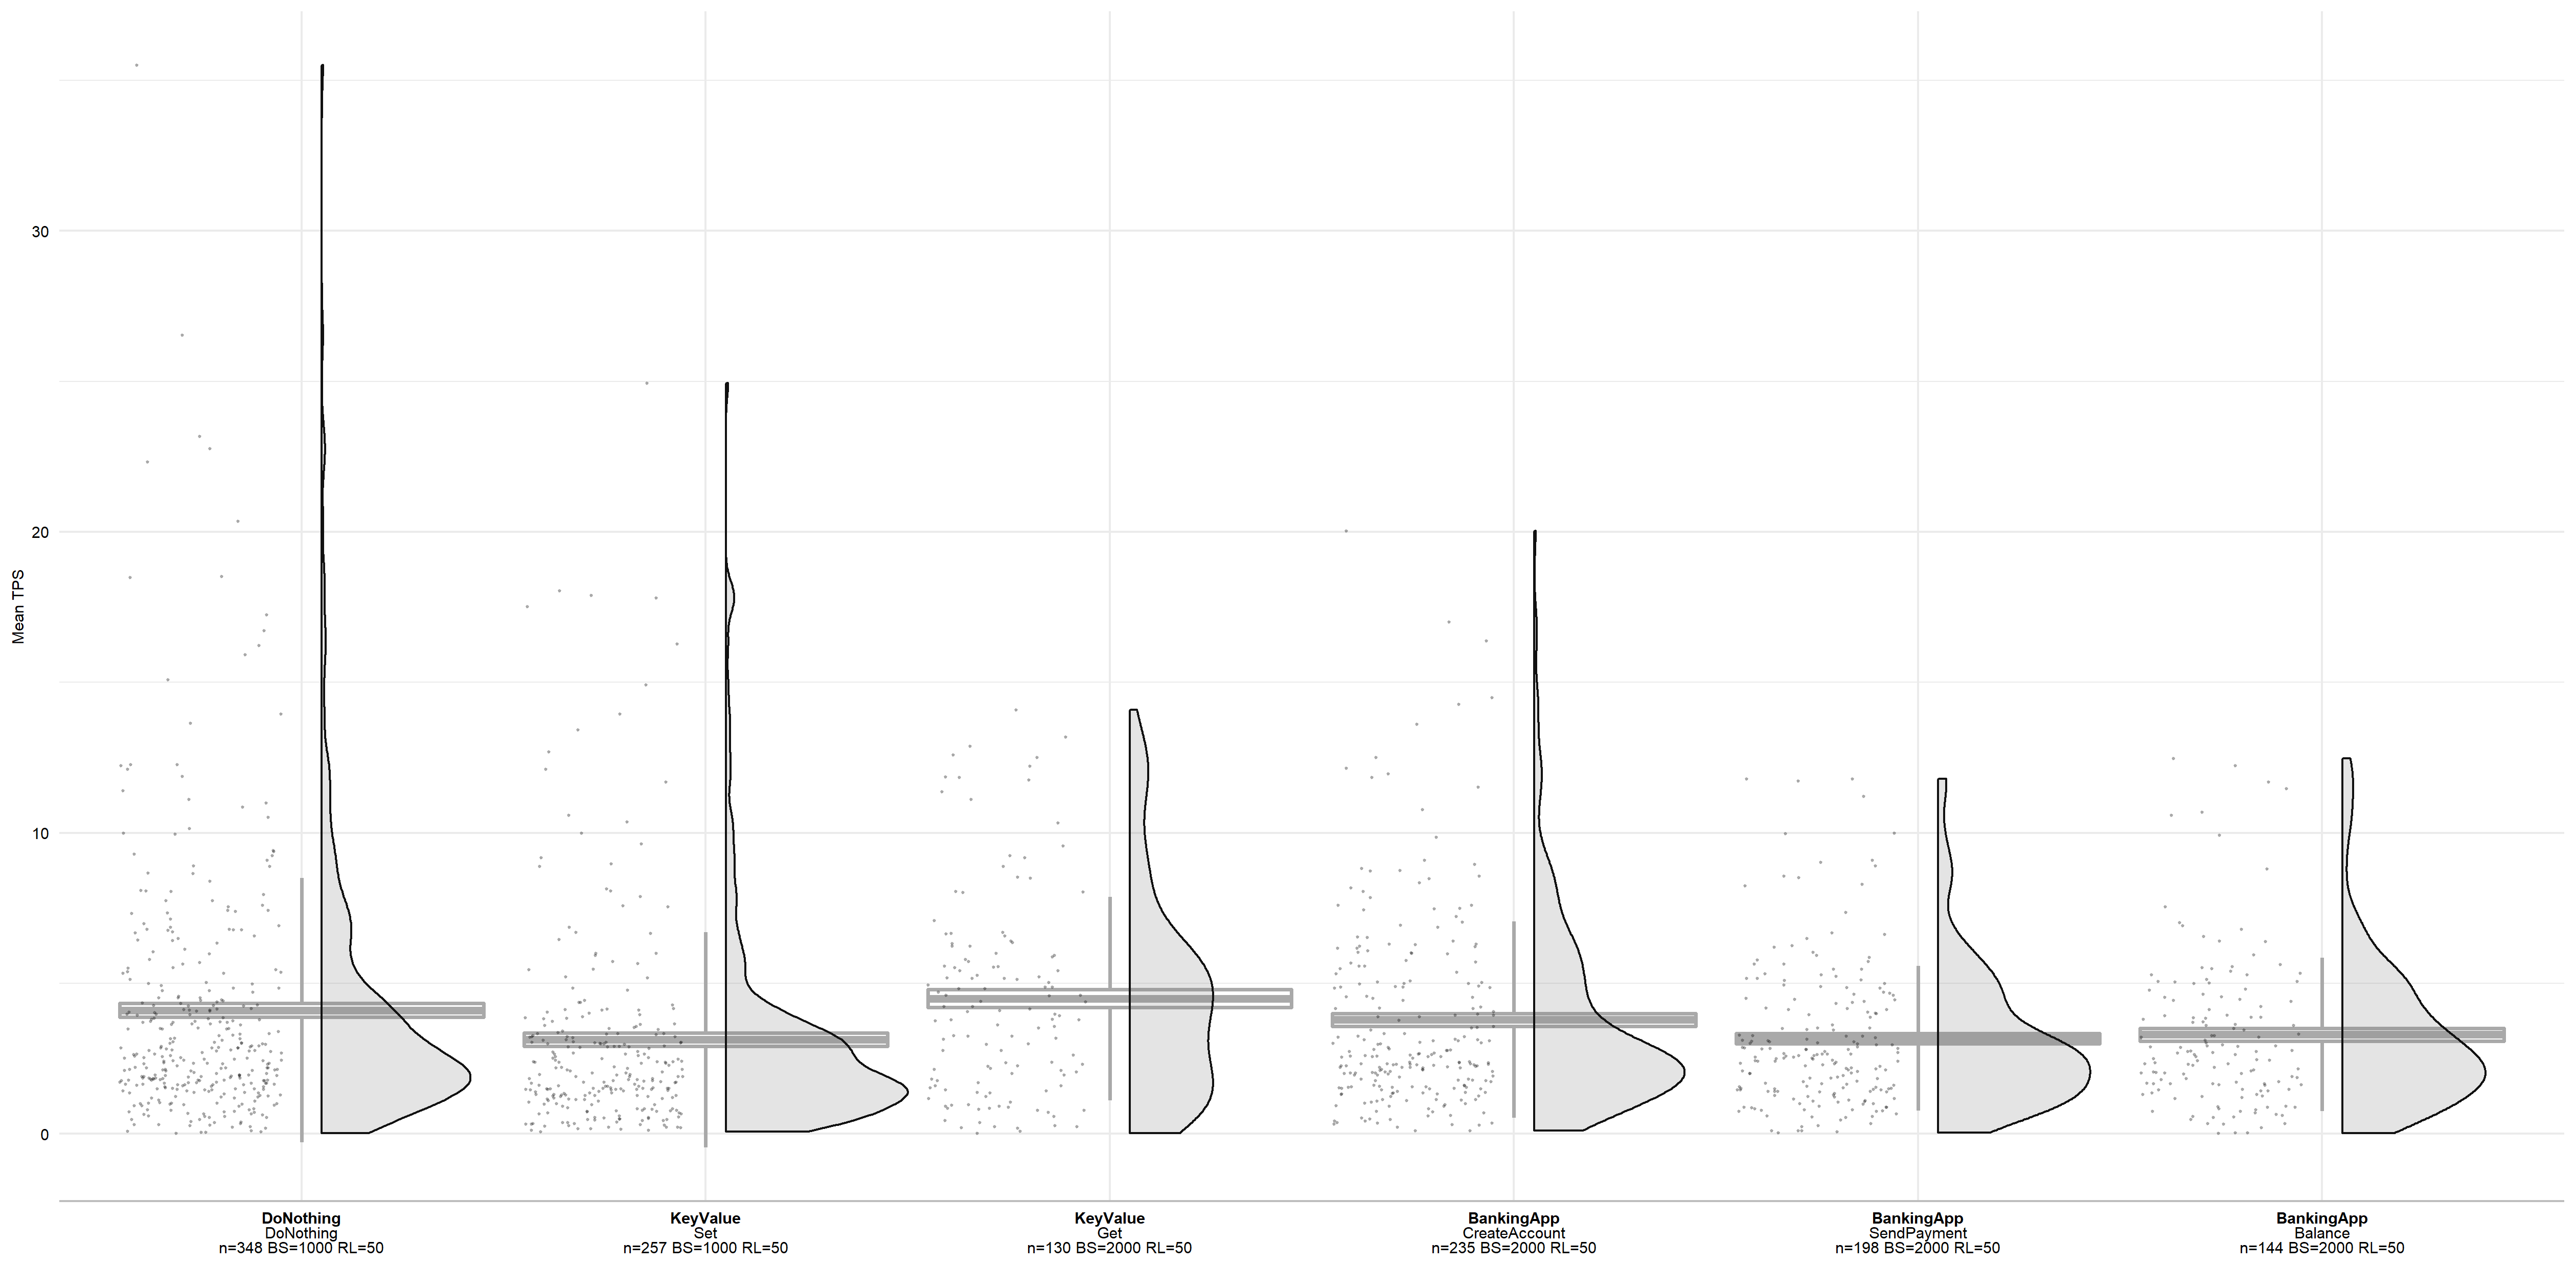 Mean TPS
30
20
10
0
DoNothing
DoNothing
n=348 BS=1000 RL=50
KeyValue
Set
n=257 BS=1000 RL=50
KeyValue
Get
n=130 BS=2000 RL=50
BankingApp
CreateAccount
n=235 BS=2000 RL=50
BankingApp
SendPayment
n=198 BS=2000 RL=50
BankingApp
Balance
n=144 BS=2000 RL=50